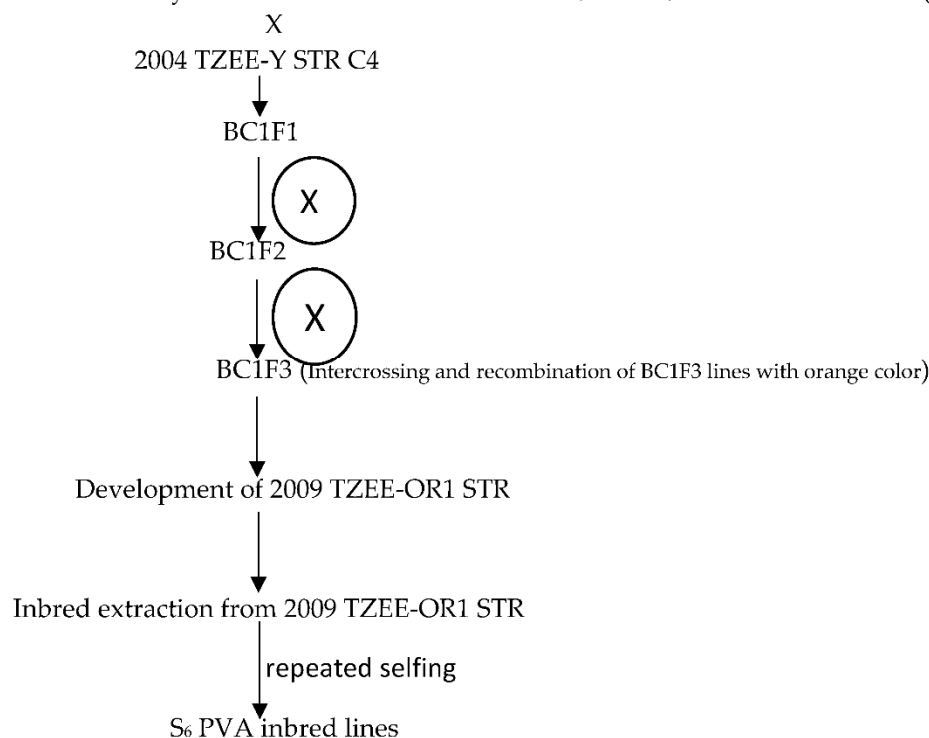 X
2004 TZEE-Y STR C4
BC1F1
X
BC1F2
X
BC1F3 (Intercrossing and recombination of BC1F3 lines with orange color)
Development of 2009 TZEE-OR1 STR
Inbred extraction from 2009 TZEE-OR1 STR
repeated selfing
S₆ PVA inbred lines